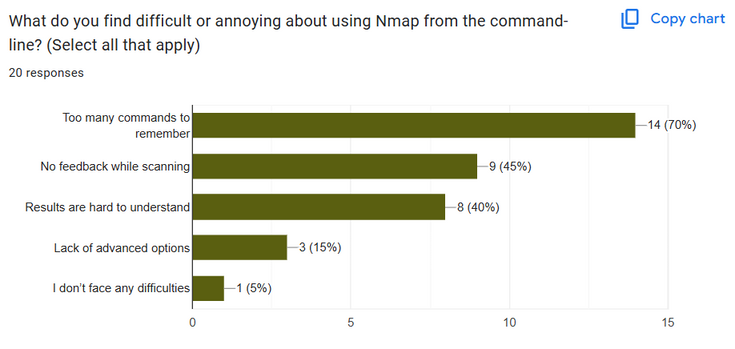 What do you find difficult or annoying about using Nmap from the command-
line? (Select all that apply)
Copy chart
20 responses
Too many commands to
remember
14 (70%)
No feedback while scanning
9 (45%)
Results are hard to understand
8 (40%)
Lack of advanced options
3 (15%)
I don't face any difficulties
1 (5%)
0
5
10
15